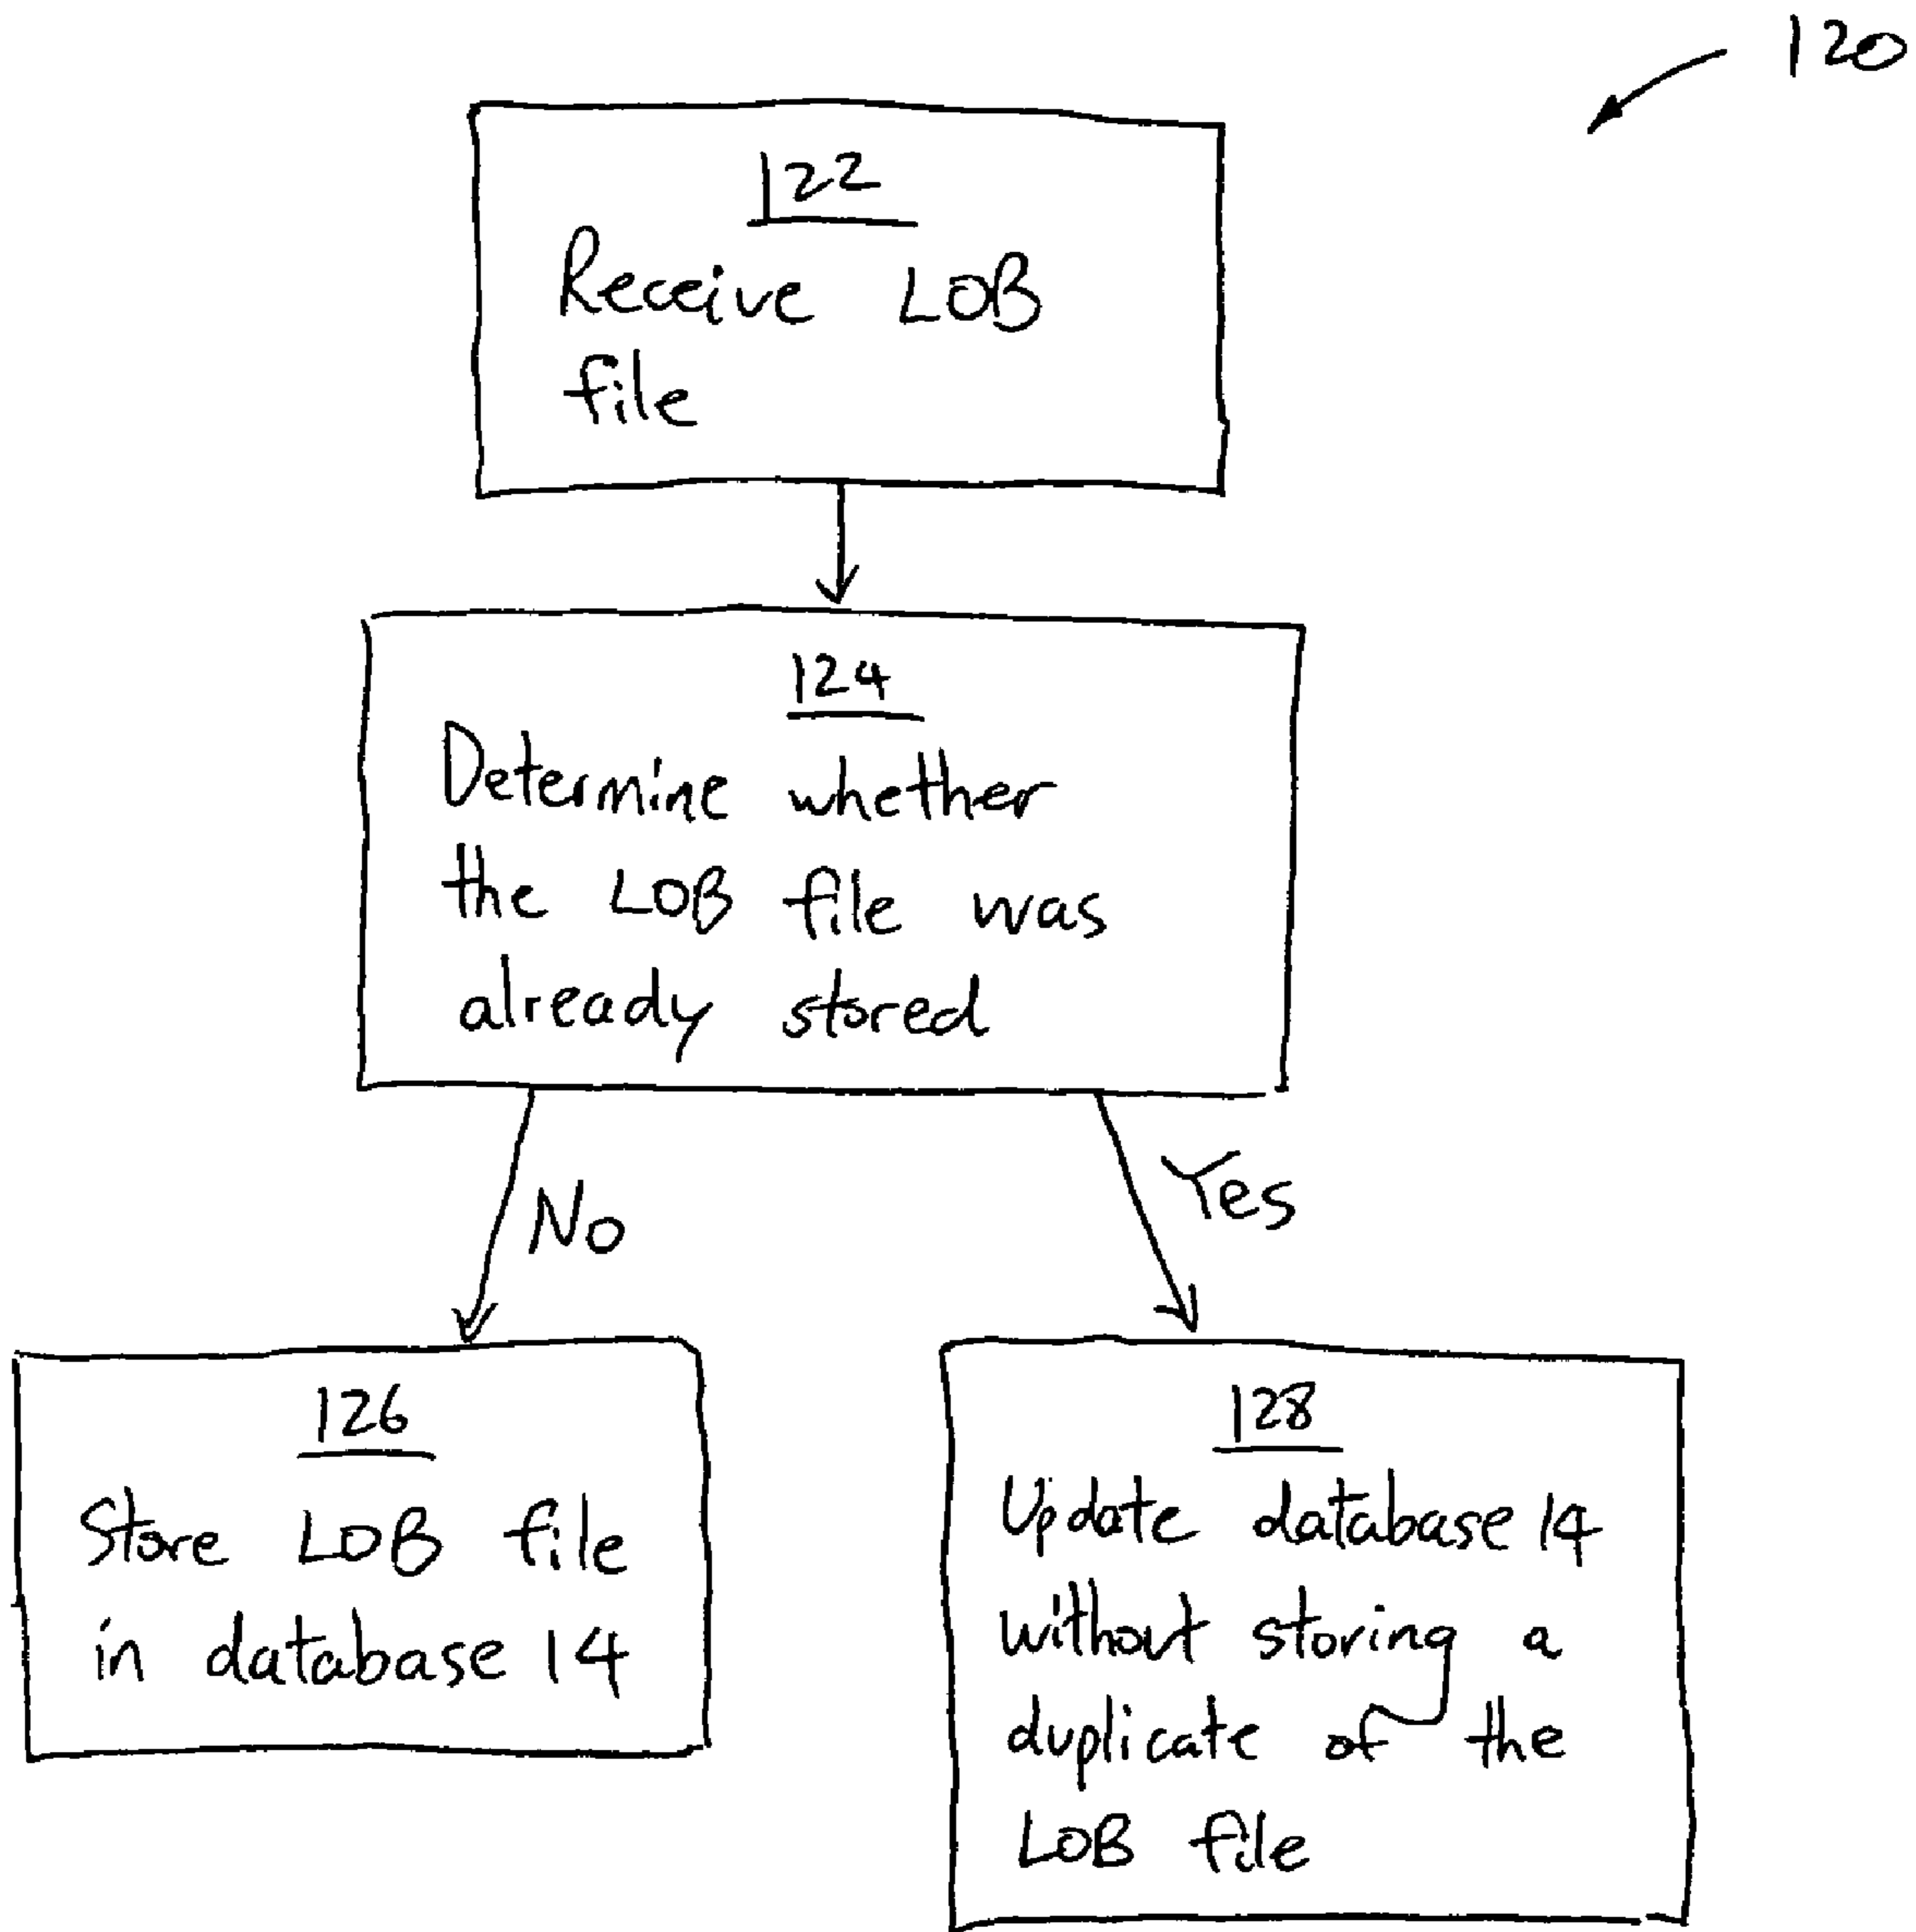 120
122
Receive LOB
file
124
Determine whether
the LOB file was
already stored
No
Yes
126
Store LOB file
in database 14
128
Update database 14
without storing a
duplicate of the
LOB file